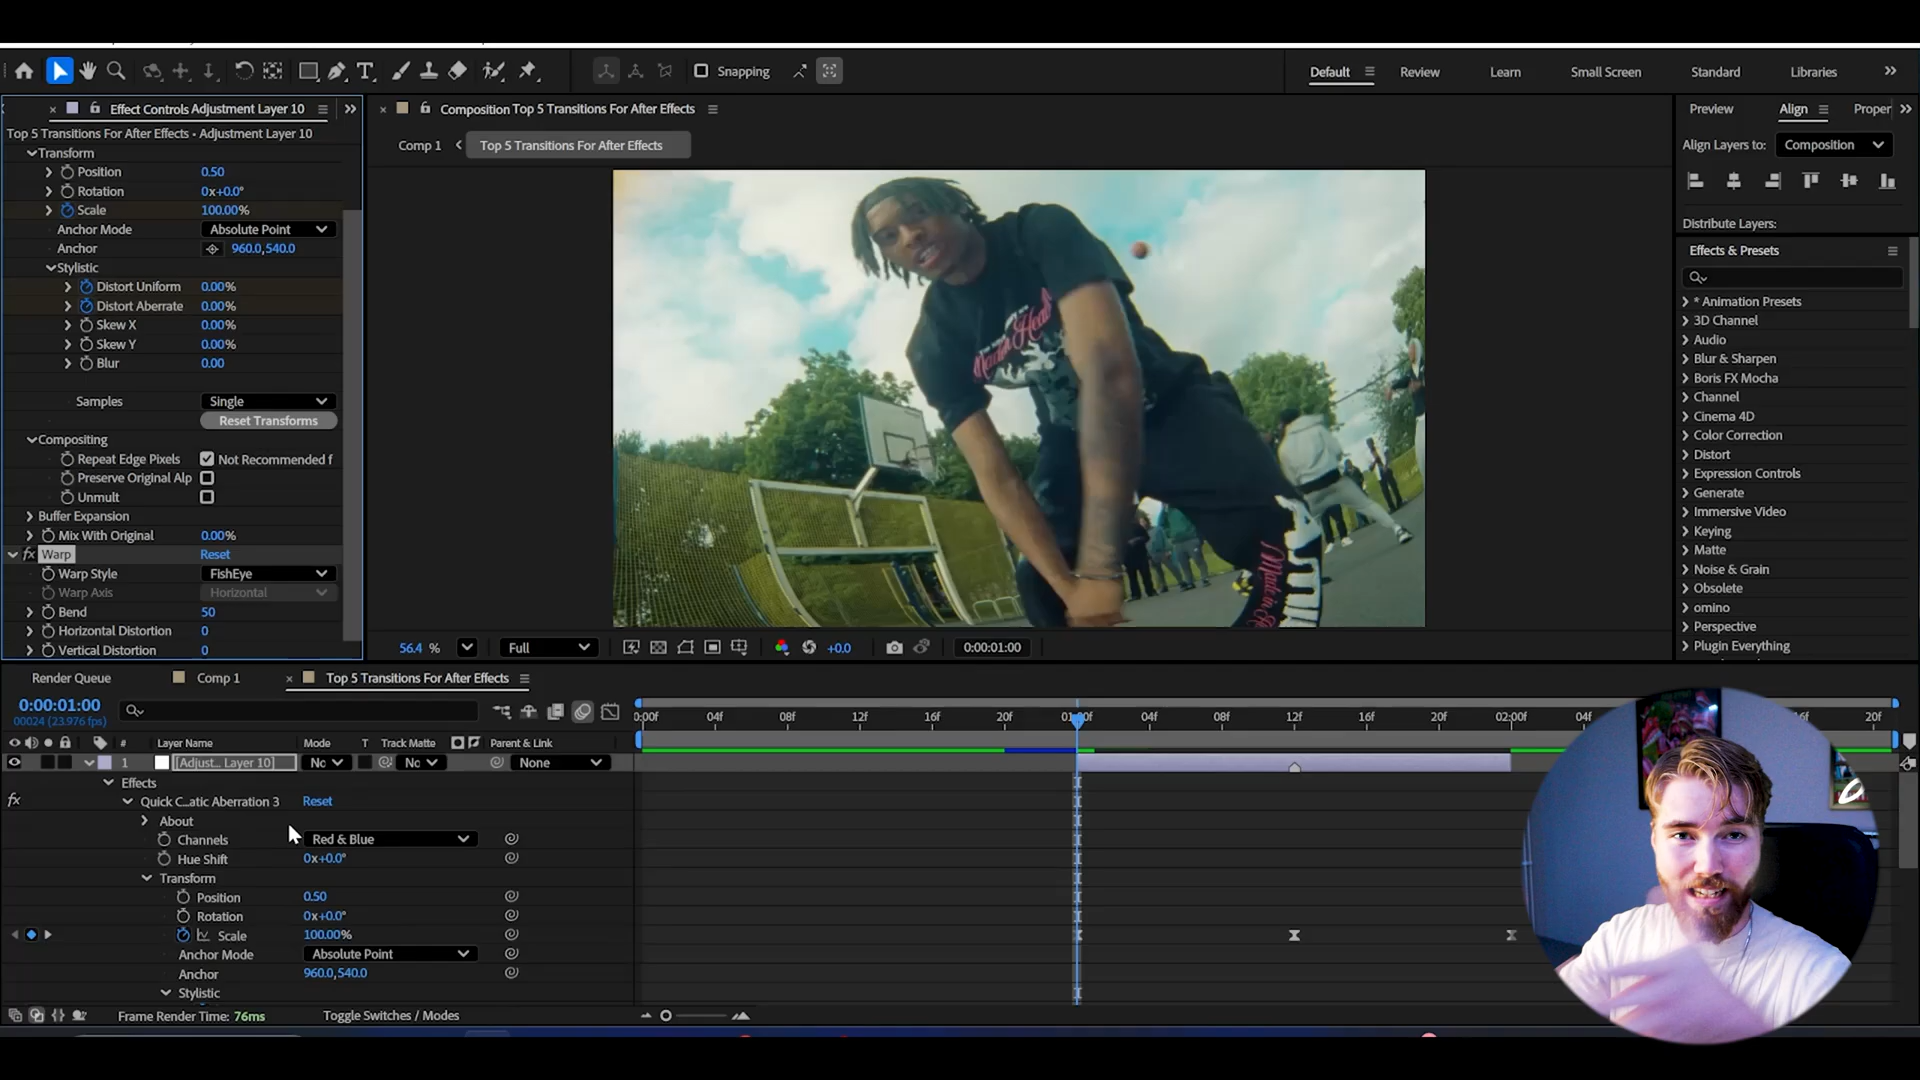 Snapping
Default
Review
Learn
Small Screen
Standard
Libraries
Effect Controls Adjustment Layer 10
Top 5 Transitions For After Effects • Adjustment Layer 10
Transform
Position 0.50
Rotation 0x+0.0°
Scale 100.00%
Anchor Mode Absolute Point
Anchor 960.0,540.0
Stylistic
Distort Uniform 0.00%
Distort Aberrate 0.00%
Skew X 0.00%
Skew Y 0.00%
Blur 0.00
Samples Single
Reset Transforms
Compositing
Repeat Edge Pixels Not Recommended f
Preserve Original Alp
Unmult
Buffer Expansion
Mix With Original 0.00%
fx Warp Reset
Warp Style FishEye
Warp Axis Horizontal
Bend 50
Horizontal Distortion 0
Vertical Distortion 0
Composition Top 5 Transitions For After Effects
Comp 1 Top 5 Transitions For After Effects
56.4 % Full +0.0 0:00:01:00
Preview Align Proper
Align Layers to: Composition
Distribute Layers:
Effects & Presets
* Animation Presets
3D Channel
Audio
Blur & Sharpen
Boris FX Mocha
Channel
Cinema 4D
Color Correction
Distort
Expression Controls
Generate
Immersive Video
Keying
Matte
Noise & Grain
Obsolete
omino
Perspective
Plugin Everything
Render Queue Comp 1 Top 5 Transitions For After Effects
0:00:01:00
00024 (23.976 fps)
0:00f 04f 08f 12f 16f 20f 01:00f 04f 08f 12f 16f 20f 02:00f 04f 16f 20f
# Layer Name Mode T Track Matte Parent & Link
1 [Adjust... Layer 10] Nc Nc None
Effects
fx Quick C...atic Aberration 3 Reset
About
Channels Red & Blue
Hue Shift 0x+0.0°
Transform
Position 0.50
Rotation 0x+0.0°
Scale 100.00%
Anchor Mode Absolute Point
Anchor 960.0,540.0
Stylistic
Frame Render Time: 76ms Toggle Switches / Modes